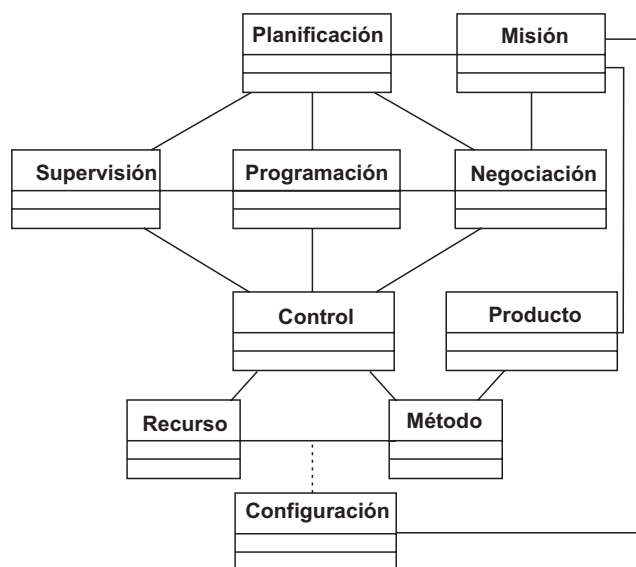 Planificación
Misión
Supervisión
Programación
Negociación
Control
Producto
Recurso
Método
Configuración